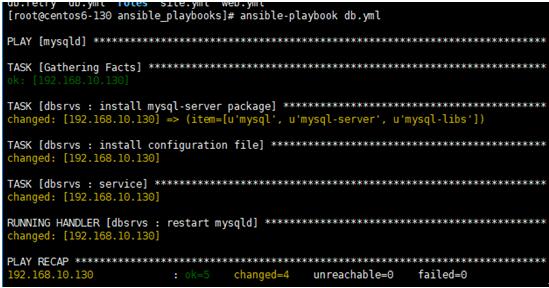 db.retry db.yml roles site.yml web.yml
[root@centos6-130 ansible_playbooks]# ansible-playbook db.yml
PLAY [mysqld] *********************************************************************
TASK [Gathering Facts] ************************************************************
ok: [192.168.10.130]
TASK [dbsrvs : install mysql-server package] **************************************
changed: [192.168.10.130] => (item=[u'mysql', u'mysql-server', u'mysql-libs'])
TASK [dbsrvs : install configuration file] ****************************************
changed: [192.168.10.130]
TASK [dbsrvs : service] ***********************************************************
changed: [192.168.10.130]
RUNNING HANDLER [dbsrvs : restart mysqld] *****************************************
changed: [192.168.10.130]
PLAY RECAP ************************************************************************
192.168.10.130 : ok=5 changed=4 unreachable=0 failed=0